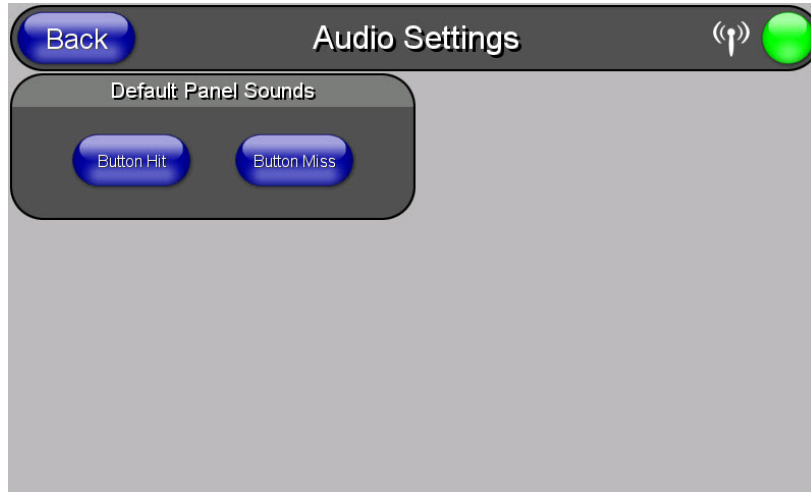 Back
Audio Settings
Default Panel Sounds
Button Hit
Button Miss